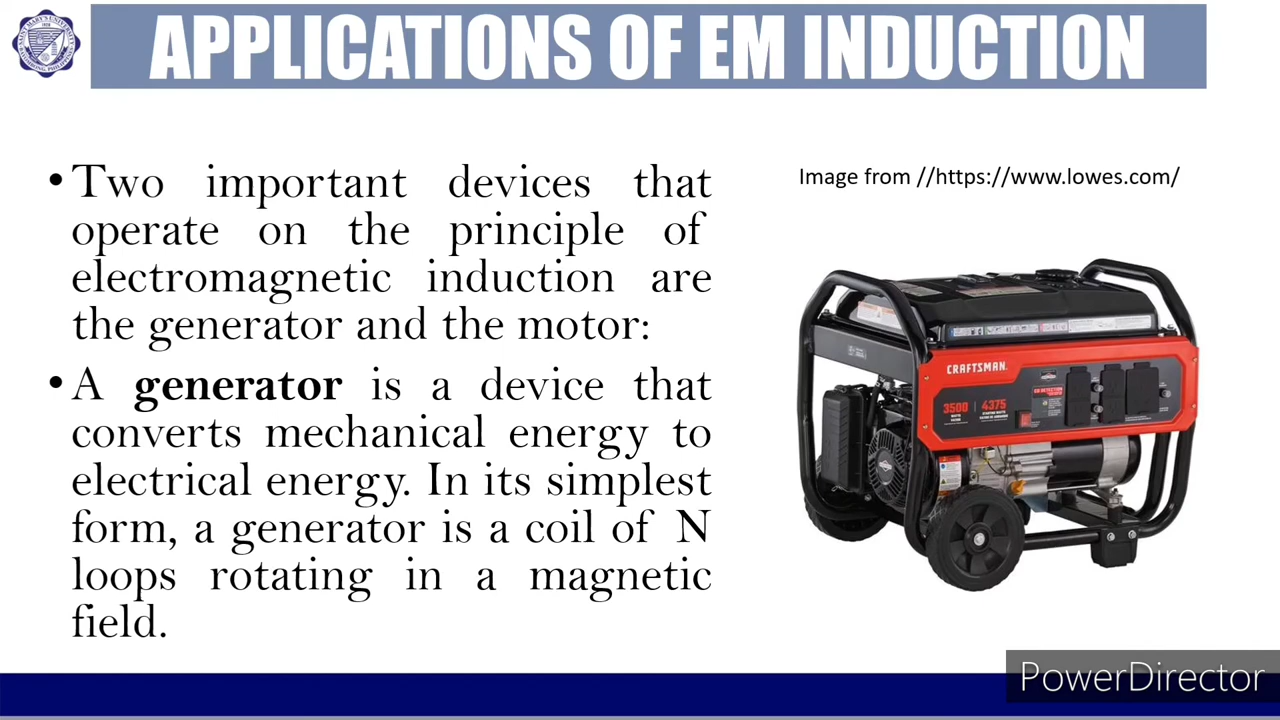 APPLICATIONS OF EM INDUCTION
•Two important devices that
operate on the principle of
electromagnetic induction are
the generator and the motor:
•A generator is a device that
converts mechanical energy to
electrical energy. In its simplest
form, a generator is a coil of N
loops rotating in a magnetic
field.
Image from //https://www.lowes.com/
CRAFTSMAN
3500
4375
PowerDirector